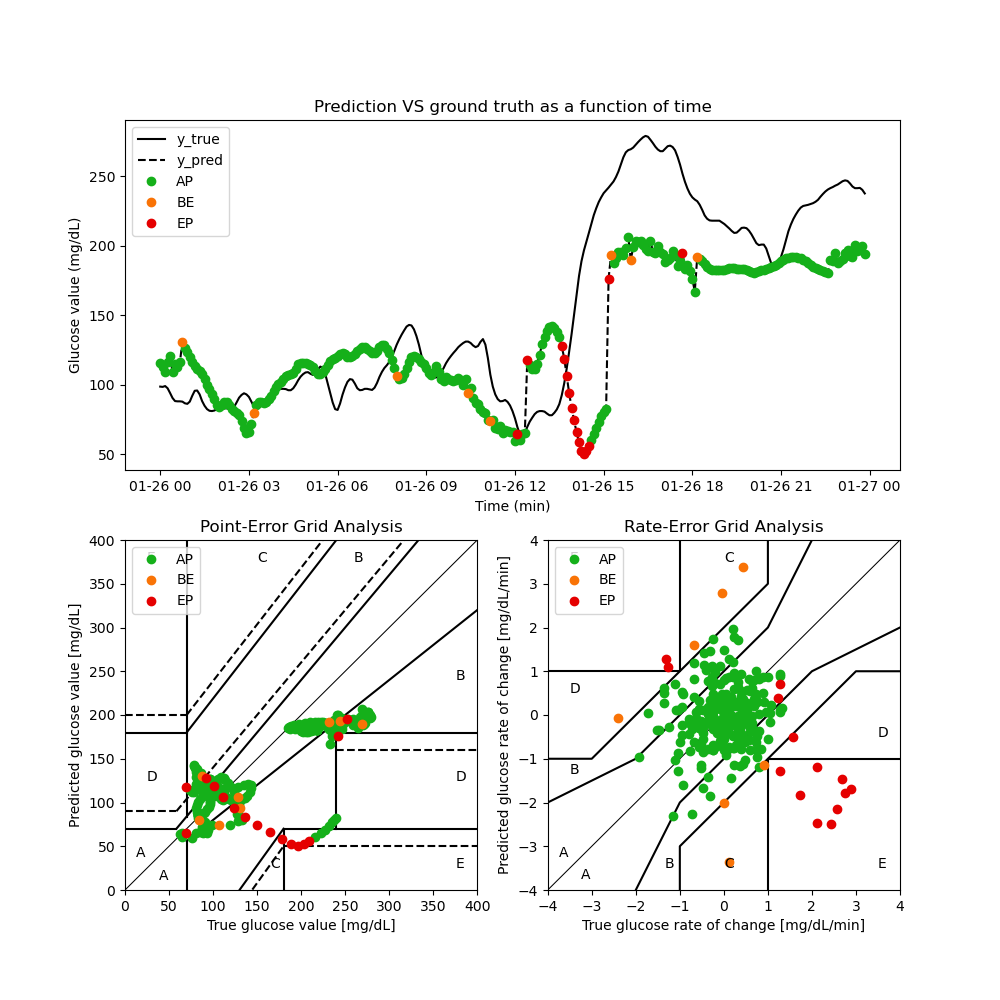 Prediction VS ground truth as a function of time
Glucose value (mg/dL)
250
200
150
100
50
y_true
y_pred
AP
BE
EP
01-26 00 01-26 03 01-26 06 01-26 09 01-26 12 01-26 15 01-26 18 01-26 21 01-27 00
Time (min)
Point-Error Grid Analysis
Predicted glucose value [mg/dL]
400
350
300
250
200
150
100
50
0
AP
BE
EP
C
B
B
D
D
A
A
C
E
0 50 100 150 200 250 300 350 400
True glucose value [mg/dL]
Rate-Error Grid Analysis
Predicted glucose rate of change [mg/dL/min]
4
3
2
1
0
−1
−2
−3
−4
AP
BE
EP
C
D
D
B
A
A
B
C
E
−4 −3 −2 −1 0 1 2 3 4
True glucose rate of change [mg/dL/min]